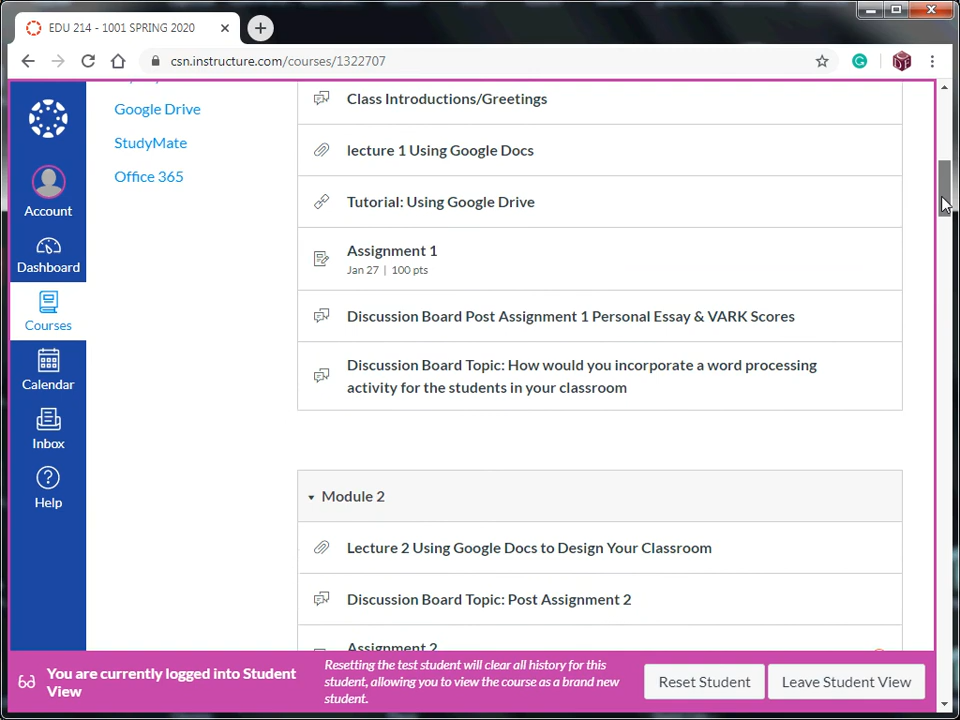 EDU 214 - 1001 SPRING 2020
csn.instructure.com/courses/1322707
Account
Dashboard
Courses
Calendar
Inbox
Help
Google Drive
StudyMate
Office 365
Class Introductions/Greetings
lecture 1 Using Google Docs
Tutorial: Using Google Drive
Assignment 1
Jan 27 | 100 pts
Discussion Board Post Assignment 1 Personal Essay & VARK Scores
Discussion Board Topic: How would you incorporate a word processing
activity for the students in your classroom
Module 2
Lecture 2 Using Google Docs to Design Your Classroom
Discussion Board Topic: Post Assignment 2
Assignment 2
You are currently logged into Student
View
Resetting the test student will clear all history for this
student, allowing you to view the course as a brand new
student.
Reset Student
Leave Student View